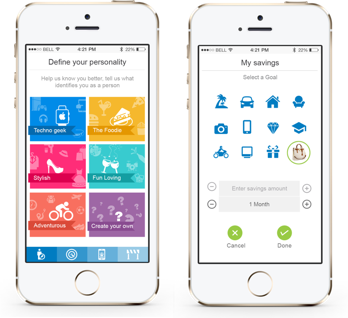 BELL
4:21 PM
22%
Define your personality
Help us know you better, tell us what
identifies you as a person
Techno geek
The Foodie
Stylish
Fun Loving
Adventurous
Create your own
BELL
4:21 PM
22%
My savings
Select a Goal
Enter savings amount
1 Month
Cancel
Done